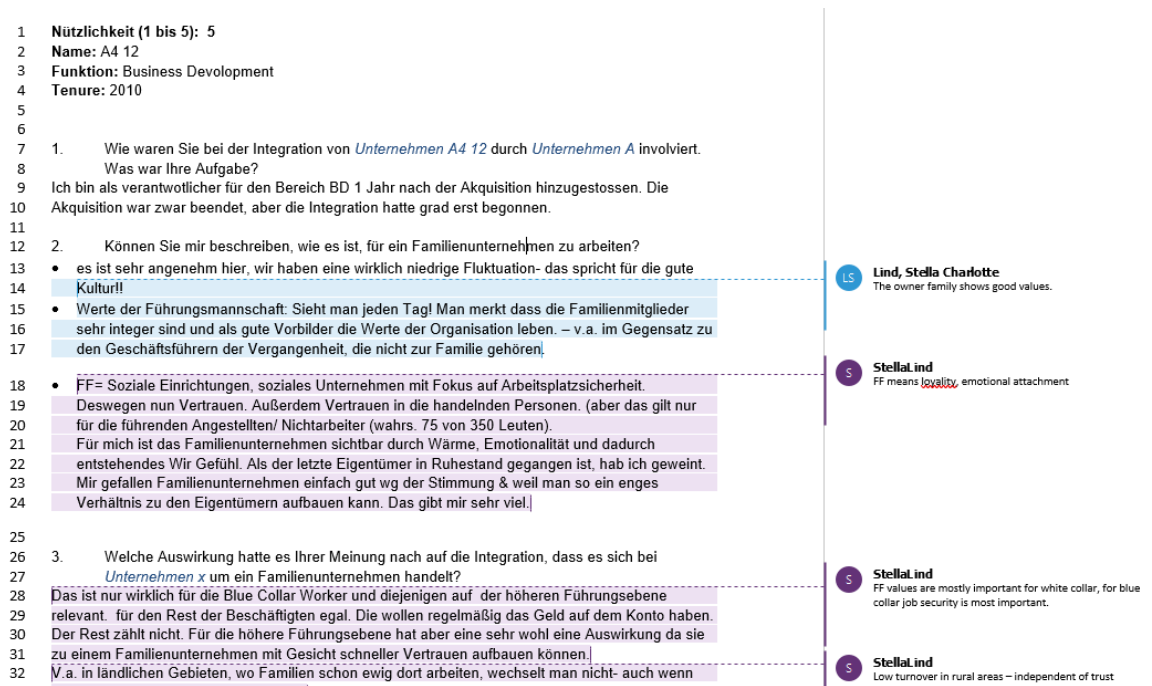 1 Nützlichkeit (1 bis 5): 5
2 Name: A4 12
3 Funktion: Business Devolopment
4 Tenure: 2010
5
6
7 1. Wie waren Sie bei der Integration von Unternehmen A4 12 durch Unternehmen A involviert.
8 Was war Ihre Aufgabe?
9 Ich bin als verantwotlicher für den Bereich BD 1 Jahr nach der Akquisition hinzugestossen. Die
10 Akquisition war zwar beendet, aber die Integration hatte grad erst begonnen.
11
12 2. Können Sie mir beschreiben, wie es ist, für ein Familienunternehmen zu arbeiten?
13 • es ist sehr angenehm hier, wir haben eine wirklich niedrige Fluktuation- das spricht für die gute
14 Kultur!!
15 • Werte der Führungsmannschaft: Sieht man jeden Tag! Man merkt dass die Familienmitglieder
16 sehr integer sind und als gute Vorbilder die Werte der Organisation leben. – v.a. im Gegensatz zu
17 den Geschäftsführern der Vergangenheit, die nicht zur Familie gehören.
18 • FF= Soziale Einrichtungen, soziales Unternehmen mit Fokus auf Arbeitsplatzsicherheit.
19 Deswegen nun Vertrauen. Außerdem Vertrauen in die handelnden Personen. (aber das gilt nur
20 für die führenden Angestellten/ Nichtarbeiter (wahrs. 75 von 350 Leuten).
21 Für mich ist das Familienunternehmen sichtbar durch Wärme, Emotionalität und dadurch
22 entstehendes Wir Gefühl. Als der letzte Eigentümer in Ruhestand gegangen ist, hab ich geweint.
23 Mir gefallen Familienunternehmen einfach gut wg der Stimmung & weil man so ein enges
24 Verhältnis zu den Eigentümern aufbauen kann. Das gibt mir sehr viel.
25
26 3. Welche Auswirkung hatte es Ihrer Meinung nach auf die Integration, dass es sich bei
27 Unternehmen x um ein Familienunternehmen handelt?
28 Das ist nur wirklich für die Blue Collar Worker und diejenigen auf der höheren Führungsebene
29 relevant. für den Rest der Beschäftigten egal. Die wollen regelmäßig das Geld auf dem Konto haben.
30 Der Rest zählt nicht. Für die höhere Führungsebene hat aber eine sehr wohl eine Auswirkung da sie
31 zu einem Familienunternehmen mit Gesicht schneller Vertrauen aufbauen können.
32 V.a. in ländlichen Gebieten, wo Familien schon ewig dort arbeiten, wechselt man nicht- auch wenn
LS Lind, Stella Charlotte
The owner family shows good values.
S StellaLind
FF means loyality, emotional attachment
S StellaLind
FF values are mostly important for white collar, for blue
collar job security is most important.
S StellaLind
Low turnover in rural areas – independent of trust